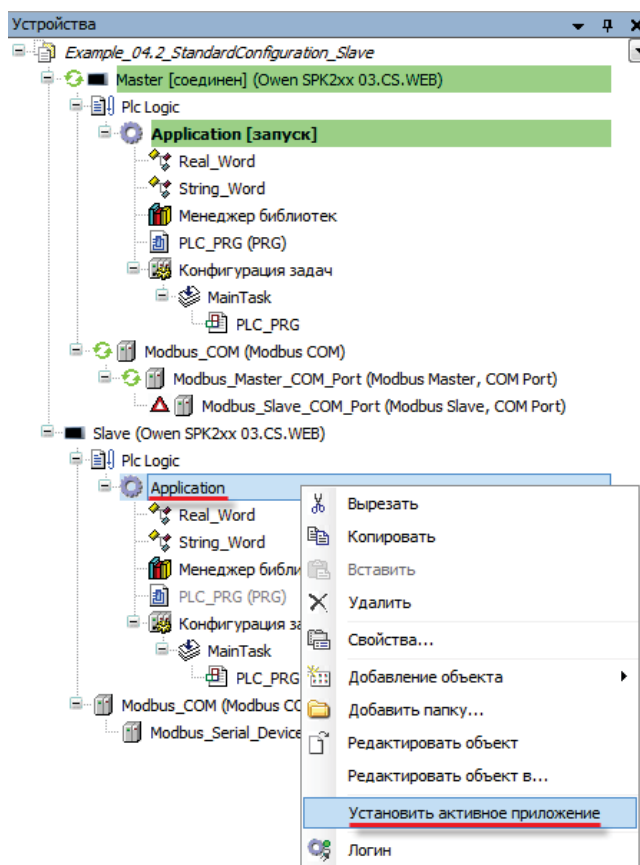 Устройства
Example_04.2_StandardConfiguration_Slave
Master [соединен] (Owen SPK2xx 03.CS.WEB)
Plc Logic
Application [запуск]
Real_Word
String_Word
Менеджер библиотек
PLC_PRG (PRG)
Конфигурация задач
MainTask
PLC_PRG
Modbus_COM (Modbus COM)
Modbus_Master_COM_Port (Modbus Master, COM Port)
Modbus_Slave_COM_Port (Modbus Slave, COM Port)
Slave (Owen SPK2xx 03.CS.WEB)
Plc Logic
Application
Real_Word
String_Word
Менеджер библи
PLC_PRG (PRG)
Конфигурация за
MainTask
PLC_PRG
Modbus_COM (Modbus CO
Modbus_Serial_Device
Вырезать
Копировать
Вставить
Удалить
Свойства...
Добавление объекта
Добавить папку...
Редактировать объект
Редактировать объект в...
Установить активное приложение
Логин